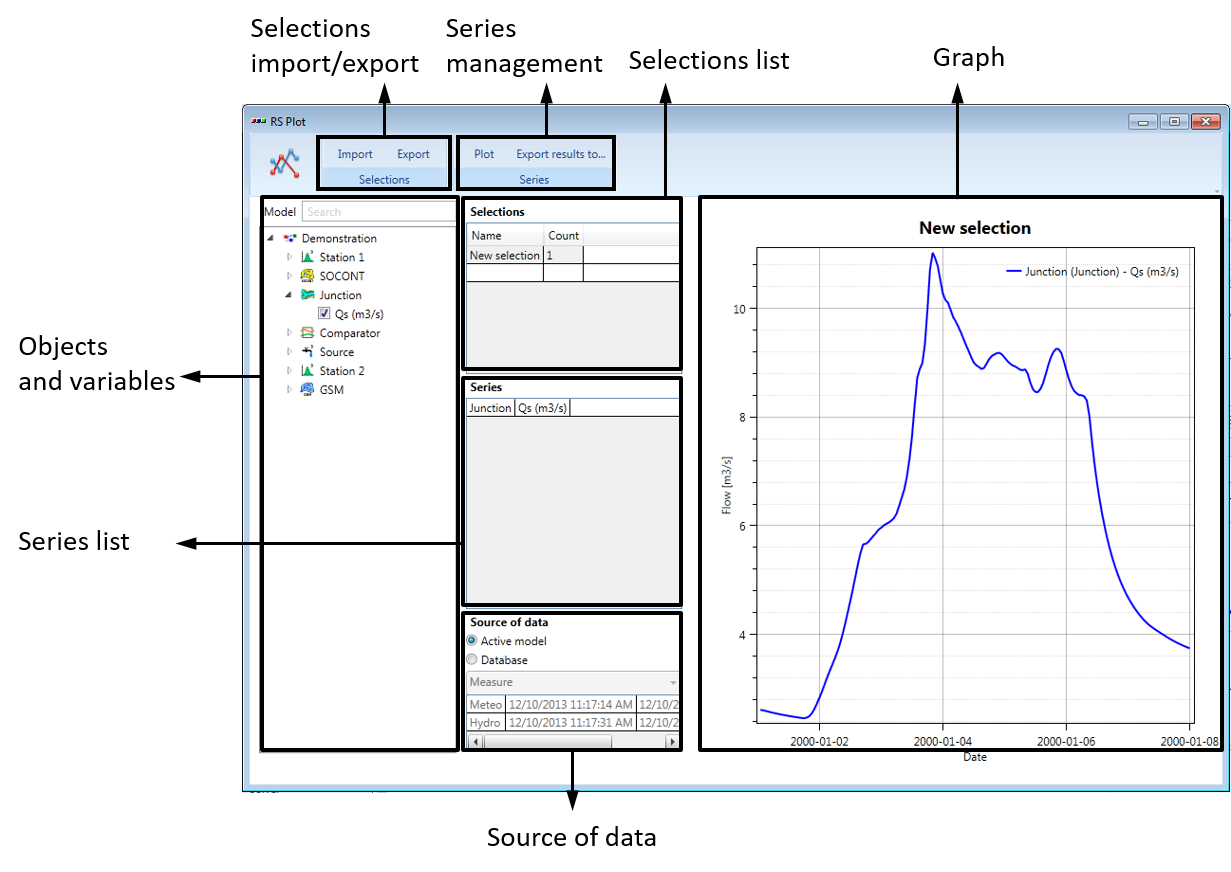 Selections
import/export
Series
management
Selections list
Graph
RS Plot
Import Export
Selections
Plot Export results to...
Series
Model Search
Demonstration
Station 1
SOCONT
Junction
Qs (m3/s)
Comparator
Source
Station 2
GSM
Objects
and variables
Series list
Selections
Name Count
New selection 1
Series
Junction Qs (m3/s)
Source of data
Active model
Database
Measure
Meteo 12/10/2013 11:17:14 AM 12/10/2
Hydro 12/10/2013 11:17:31 AM 12/10/2
New selection
Junction (Junction) - Qs (m3/s)
Flow [m3/s]
10
8
6
4
2000-01-02 2000-01-04 2000-01-06 2000-01-08
Date
Source of data